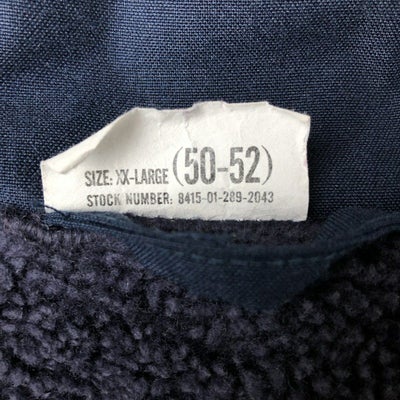 SIZE: XX-LARGE (50-52)
STOCK NUMBER: 8415-01-289-2043